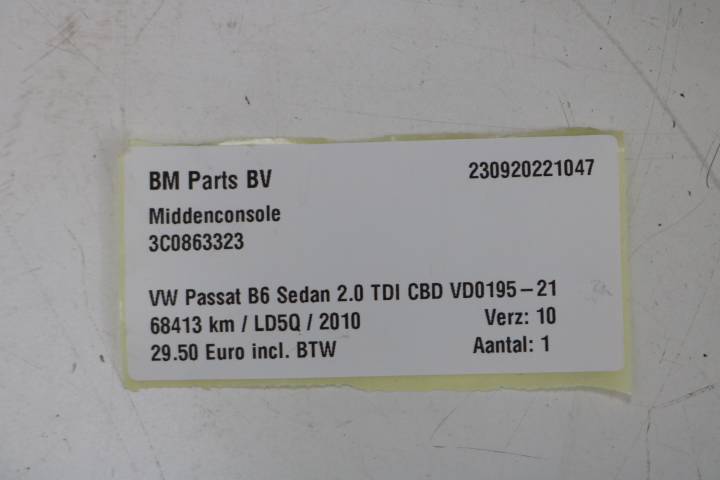 BM Parts BV 230920221047
Middenconsole
3C0863323
VW Passat B6 Sedan 2.0 TDI CBD VD0195-21
68413 km / LD5Q / 2010 Verz: 10
29.50 Euro incl. BTW Aantal: 1